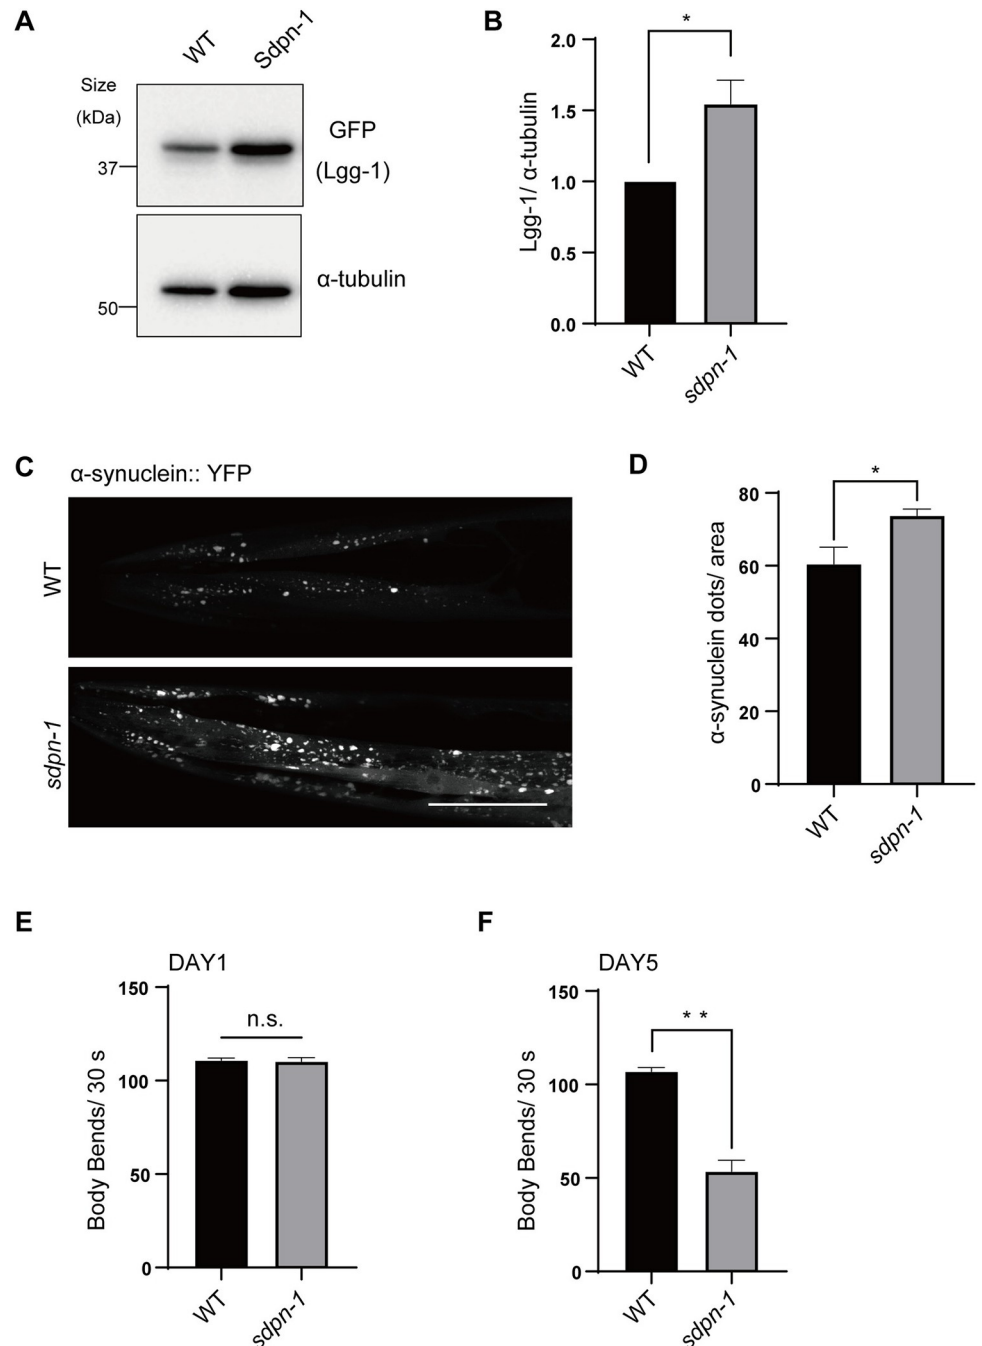 A
WT
Sdpn-1
Size
(kDa)
37
GFP
(Lgg-1)
50
α-tubulin
B
Lgg-1/ α-tubulin
2.0
1.5
1.0
0.5
0.0
*
WT
sdpn-1
C
α-synuclein:: YFP
WT
sdpn-1
D
α-synuclein dots/ area
80
60
40
20
0
*
WT
sdpn-1
E
DAY1
Body Bends/ 30 s
150
100
50
0
n.s.
WT
sdpn-1
F
DAY5
Body Bends/ 30 s
150
100
50
0
* *
WT
sdpn-1